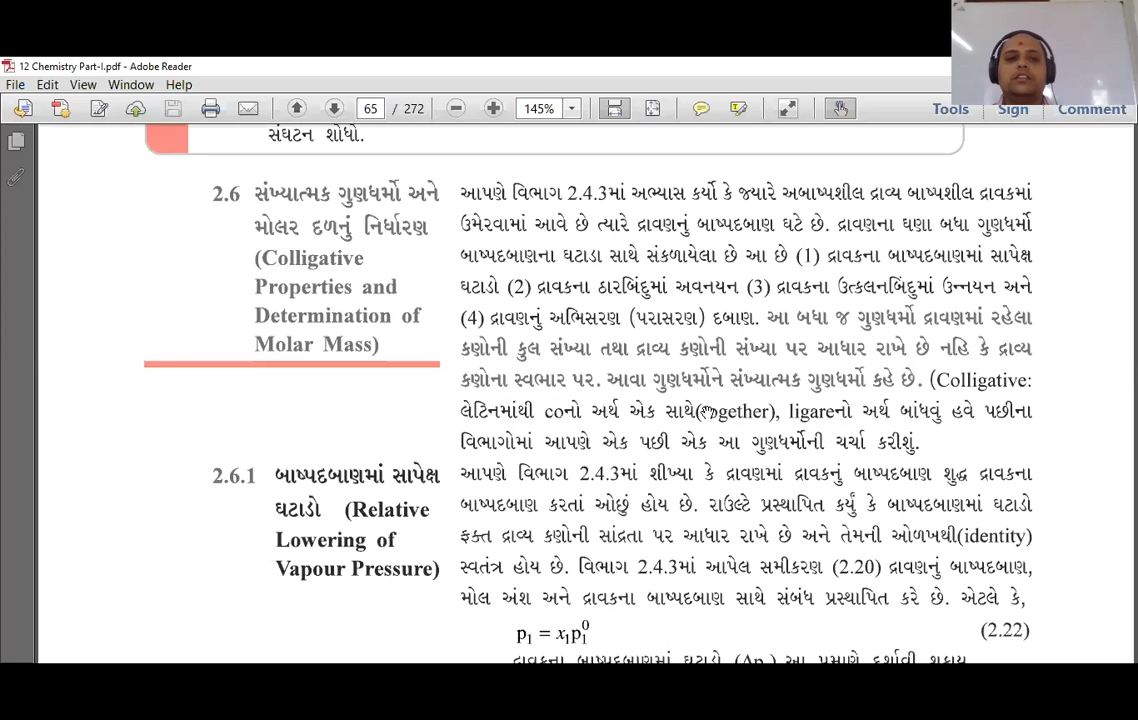 12 Chemistry Part-I.pdf - Adobe Reader
File Edit View Window Help
65 / 272
145%
Tools Sign Comment
સંઘટન શોધો.
2.6 સંખ્યાત્મક ગુણધર્મો અને
મોલર દળનું નિર્ધારણ
(Colligative
Properties and
Determination of
Molar Mass)
આપણે વિભાગ 2.4.3માં અભ્યાસ કર્યો કે જ્યારે અબાષ્પશીલ દ્રાવ્ય બાષ્પશીલ દ્રાવકમાં
ઉમેરવામાં આવે છે ત્યારે દ્રાવણનું બાષ્પદબાણ ઘટે છે. દ્રાવણના ઘણા બધા ગુણધર્મો
બાષ્પદબાણના ઘટાડા સાથે સંકળાયેલા છે આ છે (1) દ્રાવકના બાષ્પદબાણમાં સાપેક્ષ
ઘટાડો (2) દ્રાવકના ઠારબિંદુમાં અવનયન (3) દ્રાવકના ઉત્કલનબિંદુમાં ઉન્નયન અને
(4) દ્રાવણનું અભિસરણ (પરાસરણ) દબાણ. આ બધા જ ગુણધર્મો દ્રાવણમાં રહેલા
કણોની કુલ સંખ્યા તથા દ્રાવ્ય કણોની સંખ્યા પર આધાર રાખે છે નહિ કે દ્રાવ્ય
કણોના સ્વભાર પર. આવા ગુણધર્મોને સંખ્યાત્મક ગુણધર્મો કહે છે. (Colligative:
લેટિનમાંથી coનો અર્થ એક સાથે(together), ligareનો અર્થ બાંધવું હવે પછીના
વિભાગોમાં આપણે એક પછી એક આ ગુણધર્મોની ચર્ચા કરીશું.
2.6.1 બાષ્પદબાણમાં સાપેક્ષ
ઘટાડો (Relative
Lowering of
Vapour Pressure)
આપણે વિભાગ 2.4.3માં શીખ્યા કે દ્રાવણમાં દ્રાવકનું બાષ્પદબાણ શુદ્ધ દ્રાવકના
બાષ્પદબાણ કરતાં ઓછું હોય છે. રાઉલ્ટે પ્રસ્થાપિત કર્યું કે બાષ્પદબાણમાં ઘટાડો
ફક્ત દ્રાવ્ય કણોની સાંદ્રતા પર આધાર રાખે છે અને તેમની ઓળખથી(identity)
સ્વતંત્ર હોય છે. વિભાગ 2.4.3માં આપેલ સમીકરણ (2.20) દ્રાવણનું બાષ્પદબાણ,
મોલ અંશ અને દ્રાવકના બાષ્પદબાણ સાથે સંબંધ પ્રસ્થાપિત કરે છે. એટલે કે,
p₁ = x₁p₁⁰ (2.22)
દ્રાવકના બાષ્પદબાણમાં ઘટાડો (Δp₁) આ પ્રમાણે દર્શાવી શકાય